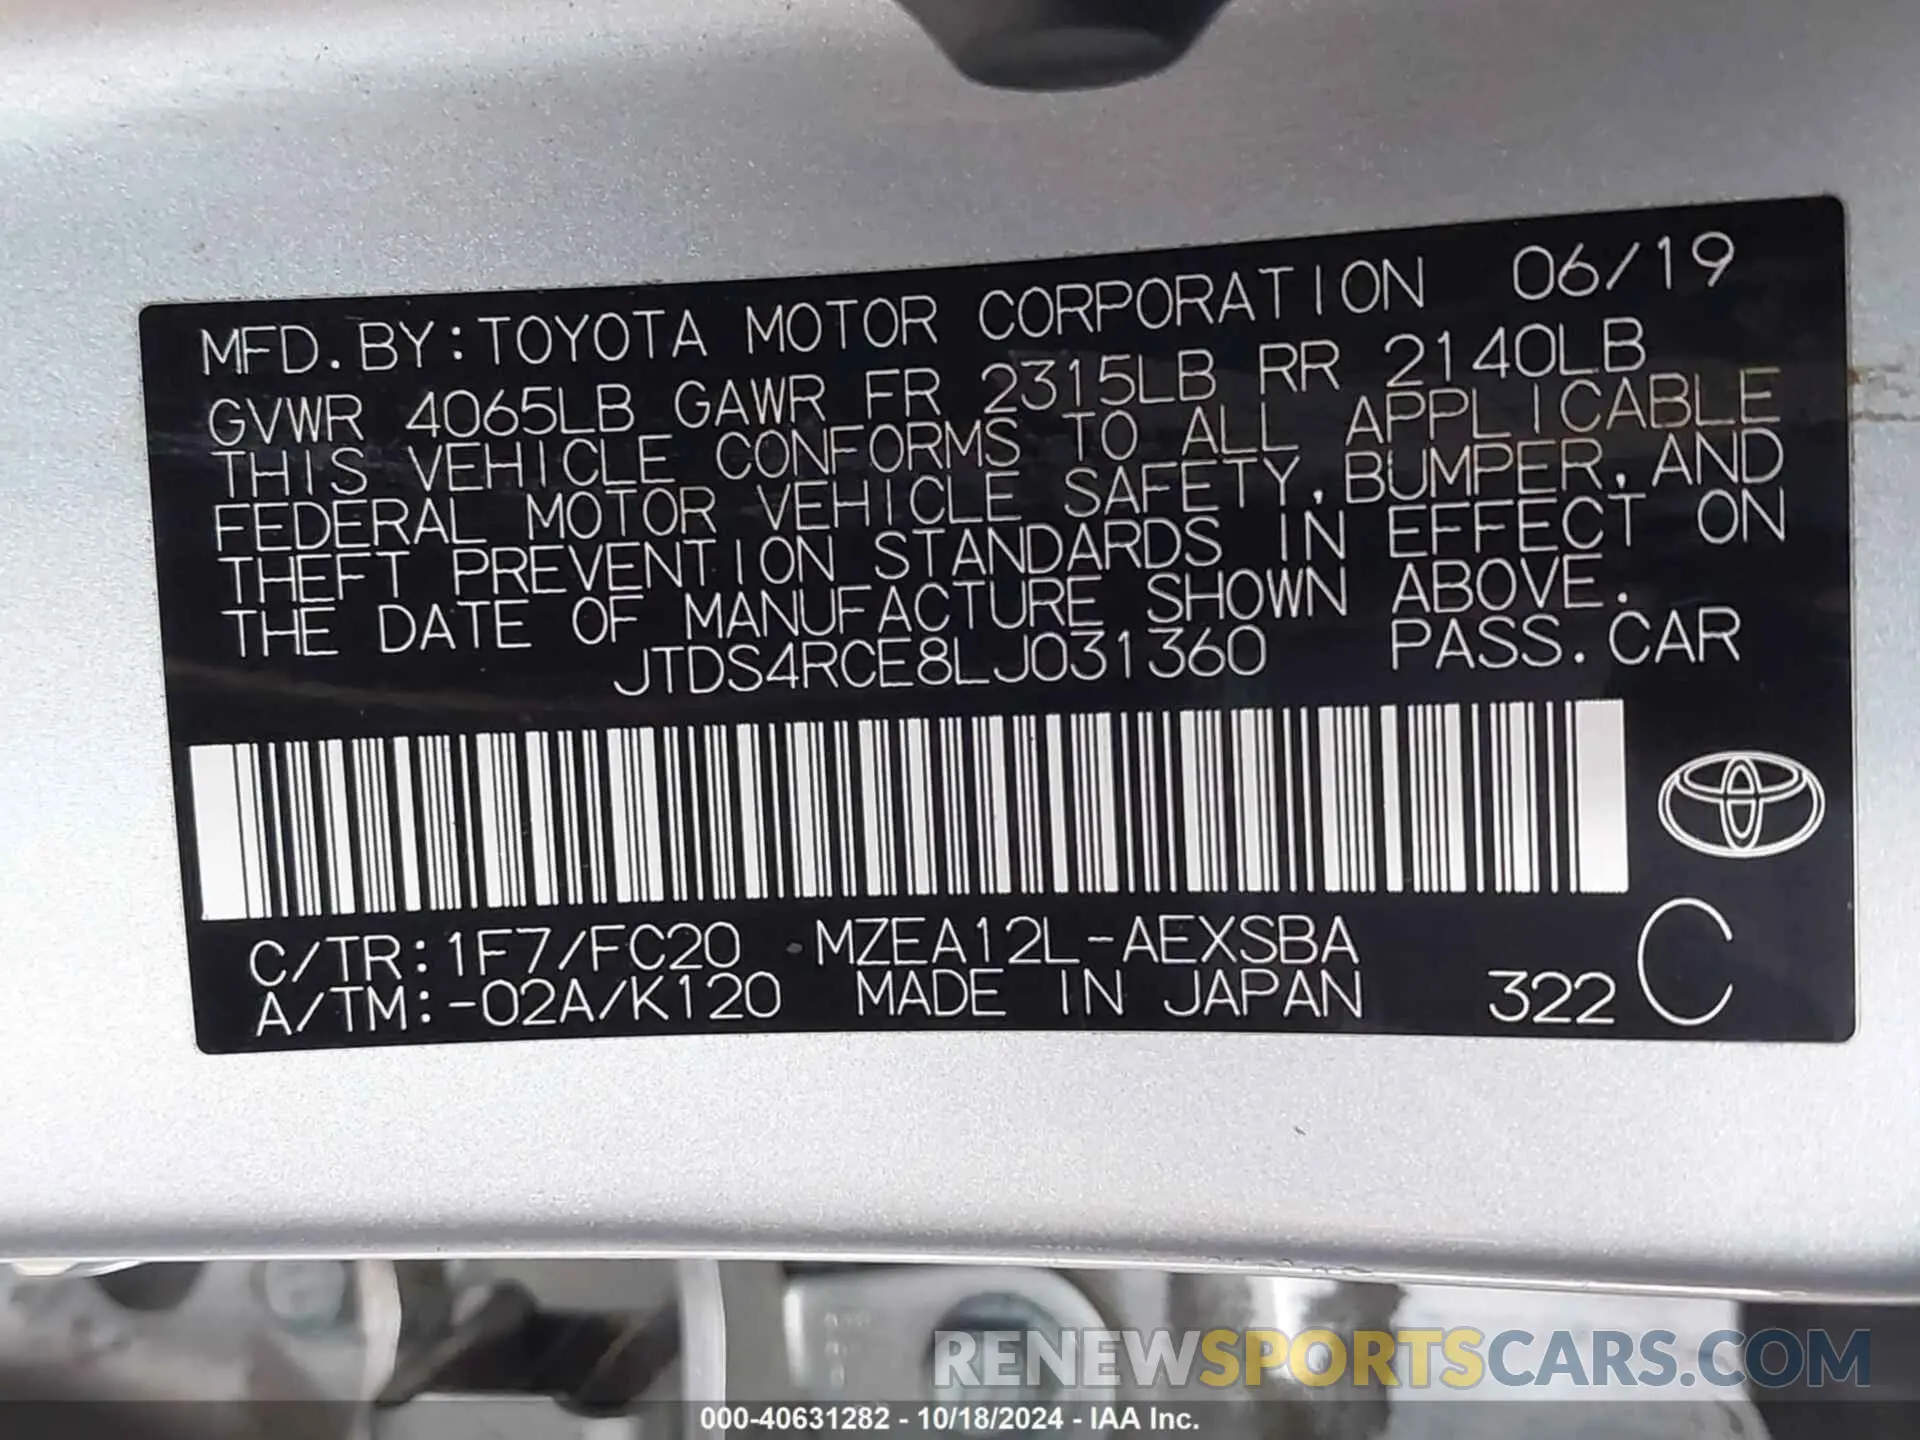 MFD.BY:TOYOTA MOTOR CORPORATION 06/19
GVWR 4065LB GAWR FR 2315LB RR 2140LB
THIS VEHICLE CONFORMS TO ALL APPLICABLE
FEDERAL MOTOR VEHICLE SAFETY,BUMPER,AND
THEFT PREVENTION STANDARDS IN EFFECT ON
THE DATE OF MANUFACTURE SHOWN ABOVE.
JTDS4RCE8LJ031360 PASS.CAR
C/TR:1F7/FC20 MZEA12L-AEXSBA
A/TM:-02A/K120 MADE IN JAPAN 322 C
RENEWSPORTSCARS.COM
000-40631282 - 10/18/2024 - IAA Inc.